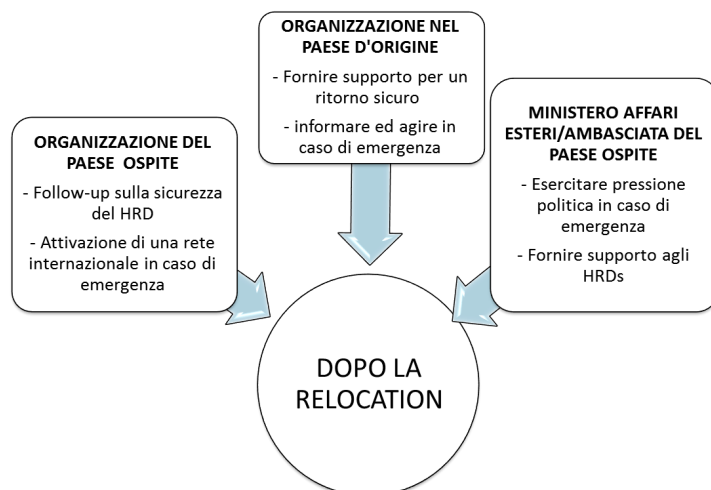 ORGANIZZAZIONE NEL
PAESE D'ORIGINE
- Fornire supporto per un
ritorno sicuro
- informare ed agire in
caso di emergenza
ORGANIZZAZIONE DEL
PAESE OSPITE
- Follow-up sulla sicurezza
del HRD
- Attivazione di una rete
internazionale in caso di
emergenza
MINISTERO AFFARI
ESTERI/AMBASCIATA DEL
PAESE OSPITE
- Esercitare pressione
politica in caso di
emergenza
- Fornire supporto agli
HRDs
DOPO LA
RELOCATION